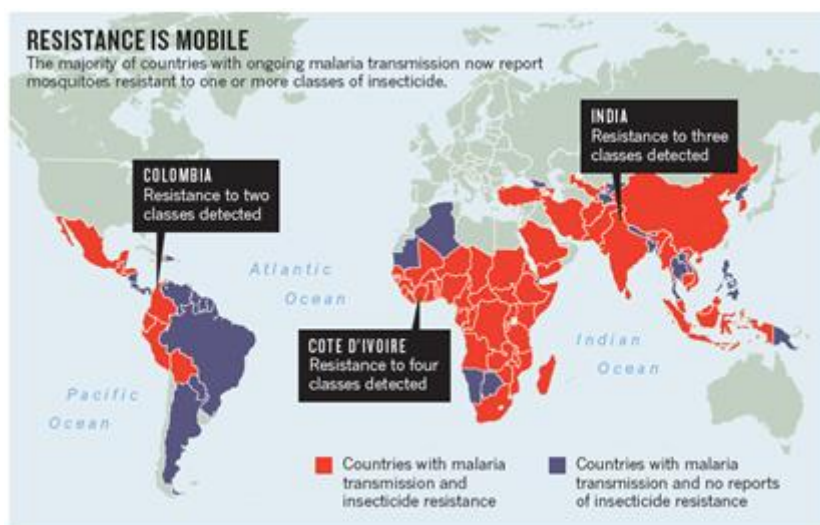 RESISTANCE IS MOBILE
The majority of countries with ongoing malaria transmission now report
mosquitoes resistant to one or more classes of insecticide.
INDIA
Resistance to three
classes detected
COLOMBIA
Resistance to two
classes detected
Atlantic
Ocean
COTE D'IVOIRE
Resistance to four
classes detected
Indian
Ocean
Pacific
Ocean
Countries with malaria
transmission and
insecticide resistance
Countries with malaria
transmission and no reports
of insecticide resistance